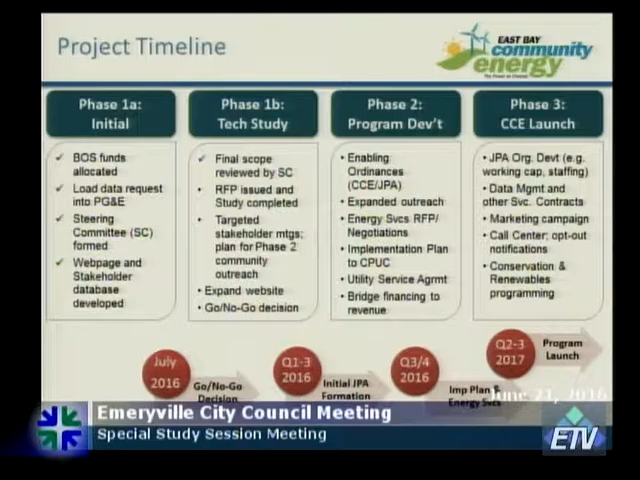 Project Timeline
EAST BAY
community
energy
Phase 1a:
Initial
✓ BOS funds
allocated
✓ Load data request
into PG&E
✓ Steering
Committee (SC)
formed
✓ Webpage and
Stakeholder
database
developed
Phase 1b:
Tech Study
✓ Final scope
reviewed by SC
• RFP issued and
Study completed
• Targeted
stakeholder mtgs;
plan for Phase 2
community
outreach
• Expand website
• Go/No-Go decision
Phase 2:
Program Dev't
• Enabling
Ordinances
(CCE/JPA)
• Expanded outreach
• Energy Svcs RFP/
Negotiations
• Implementation Plan
to CPUC
• Utility Service Agrmt
• Bridge financing to
revenue
Phase 3:
CCE Launch
• JPA Org. Devt (e.g.
working cap, staffing)
• Data Mgmt and
other Svc. Contracts
• Marketing campaign
• Call Center; opt-out
notifications
• Conservation &
Renewables
programming
July
2016
Go/No-Go
Decision
Q1-3
2016
Initial JPA
Formation
Q3/4
2016
Imp Plan &
Energy Svcs
Q2-3
2017
Program
Launch
June 21, 2016
Emeryville City Council Meeting
Special Study Session Meeting
ETV